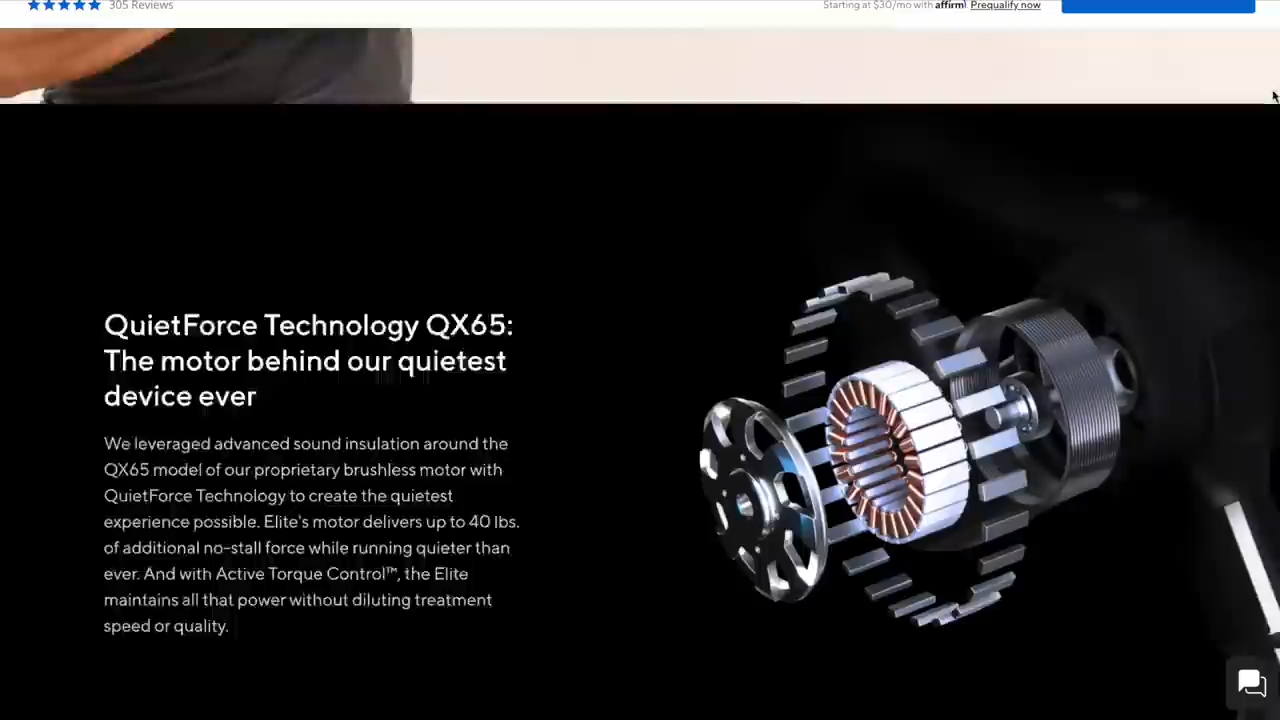 305 Reviews
Starting at $30/mo with affirm Prequalify now
QuietForce Technology QX65:
The motor behind our quietest
device ever
We leveraged advanced sound insulation around the
QX65 model of our proprietary brushless motor with
QuietForce Technology to create the quietest
experience possible. Elite's motor delivers up to 40 lbs.
of additional no-stall force while running quieter than
ever. And with Active Torque Control™, the Elite
maintains all that power without diluting treatment
speed or quality.